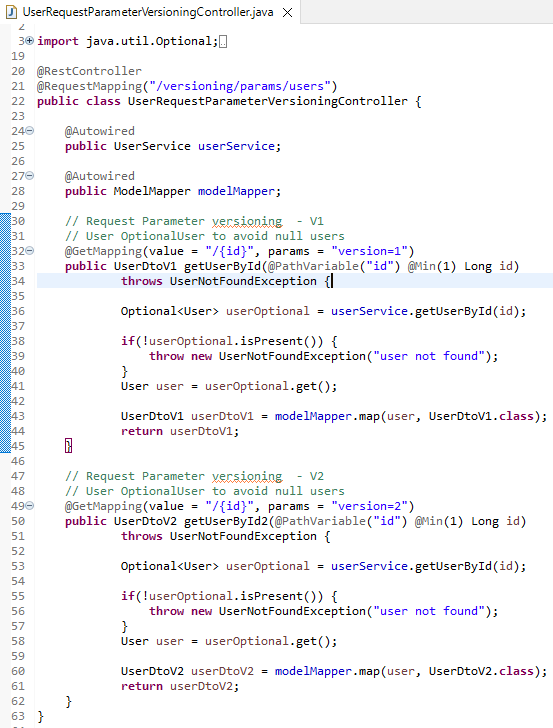 UserRequestParameterVersioningController.java
2
3 import java.util.Optional;
19
20 @RestController
21 @RequestMapping("/versioning/params/users")
22 public class UserRequestParameterVersioningController {
23
24     @Autowired
25     public UserService userService;
26
27     @Autowired
28     public ModelMapper modelMapper;
29
30     // Request Parameter versioning  - V1
31     // User OptionalUser to avoid null users
32     @GetMapping(value = "/{id}", params = "version=1")
33     public UserDtoV1 getUserById(@PathVariable("id") @Min(1) Long id)
34             throws UserNotFoundException {
35
36             Optional<User> userOptional = userService.getUserById(id);
37
38             if(!userOptional.isPresent()) {
39                 throw new UserNotFoundException("user not found");
40             }
41             User user = userOptional.get();
42
43             UserDtoV1 userDtoV1 = modelMapper.map(user, UserDtoV1.class);
44             return userDtoV1;
45     }
46
47     // Request Parameter versioning  - V2
48     // User OptionalUser to avoid null users
49     @GetMapping(value = "/{id}", params = "version=2")
50     public UserDtoV2 getUserById2(@PathVariable("id") @Min(1) Long id)
51             throws UserNotFoundException {
52
53             Optional<User> userOptional = userService.getUserById(id);
54
55             if(!userOptional.isPresent()) {
56                 throw new UserNotFoundException("user not found");
57             }
58             User user = userOptional.get();
59
60             UserDtoV2 userDtoV2 = modelMapper.map(user, UserDtoV2.class);
61             return userDtoV2;
62     }
63 }